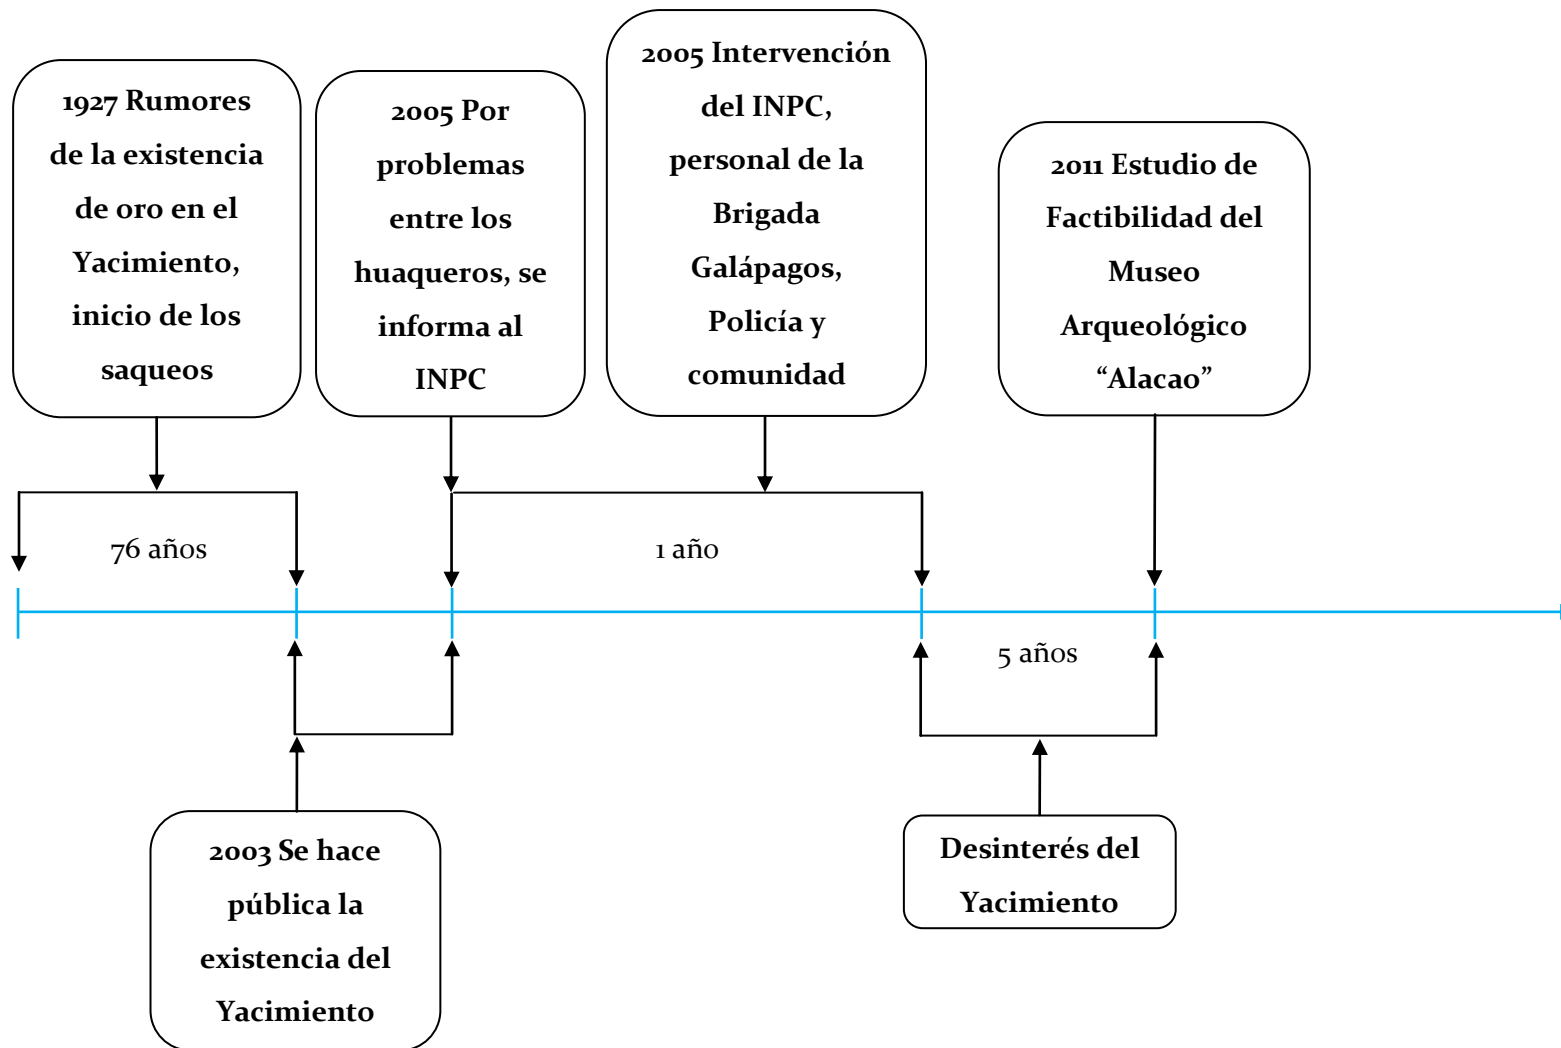 1927 Rumores
de la existencia
de oro en el
Yacimiento,
inicio de los
saqueos
2005 Por
problemas
entre los
huaqueros, se
informa al
INPC
2005 Intervención
del INPC,
personal de la
Brigada
Galápagos,
Policía y
comunidad
2011 Estudio de
Factibilidad del
Museo
Arqueológico
“Alacao”
76 años
1 año
5 años
2003 Se hace
pública la
existencia del
Yacimiento
Desinterés del
Yacimiento